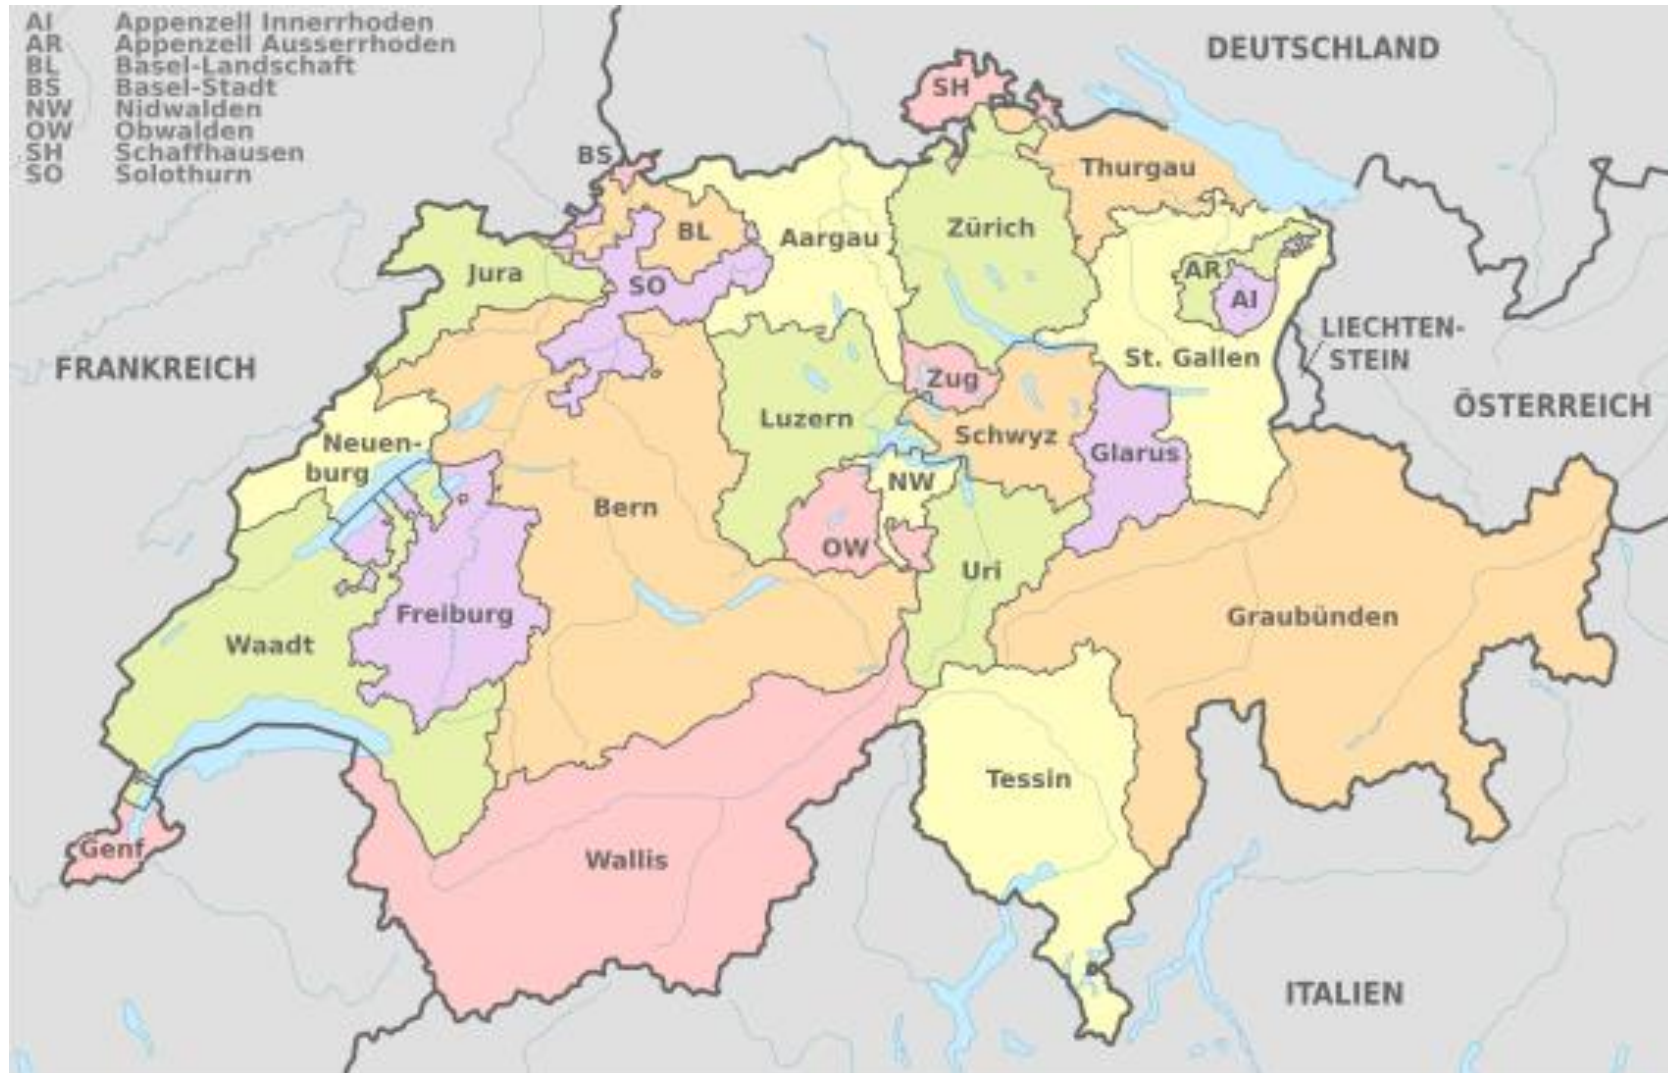 AI Appenzell Innerrhoden
AR Appenzell Ausserrhoden
BL Basel-Landschaft
BS Basel-Stadt
NW Nidwalden
OW Obwalden
SH Schaffhausen
SO Solothurn
DEUTSCHLAND
SH
BS
Thurgau
BL
Aargau
Zürich
Jura
SO
AR
AI
LIECHTEN-
STEIN
FRANKREICH
St. Gallen
Zug
ÖSTERREICH
Luzern
Schwyz
Neuen-
burg
Glarus
NW
Bern
OW
Uri
Freiburg
Graubünden
Waadt
Tessin
Genf
Wallis
ITALIEN